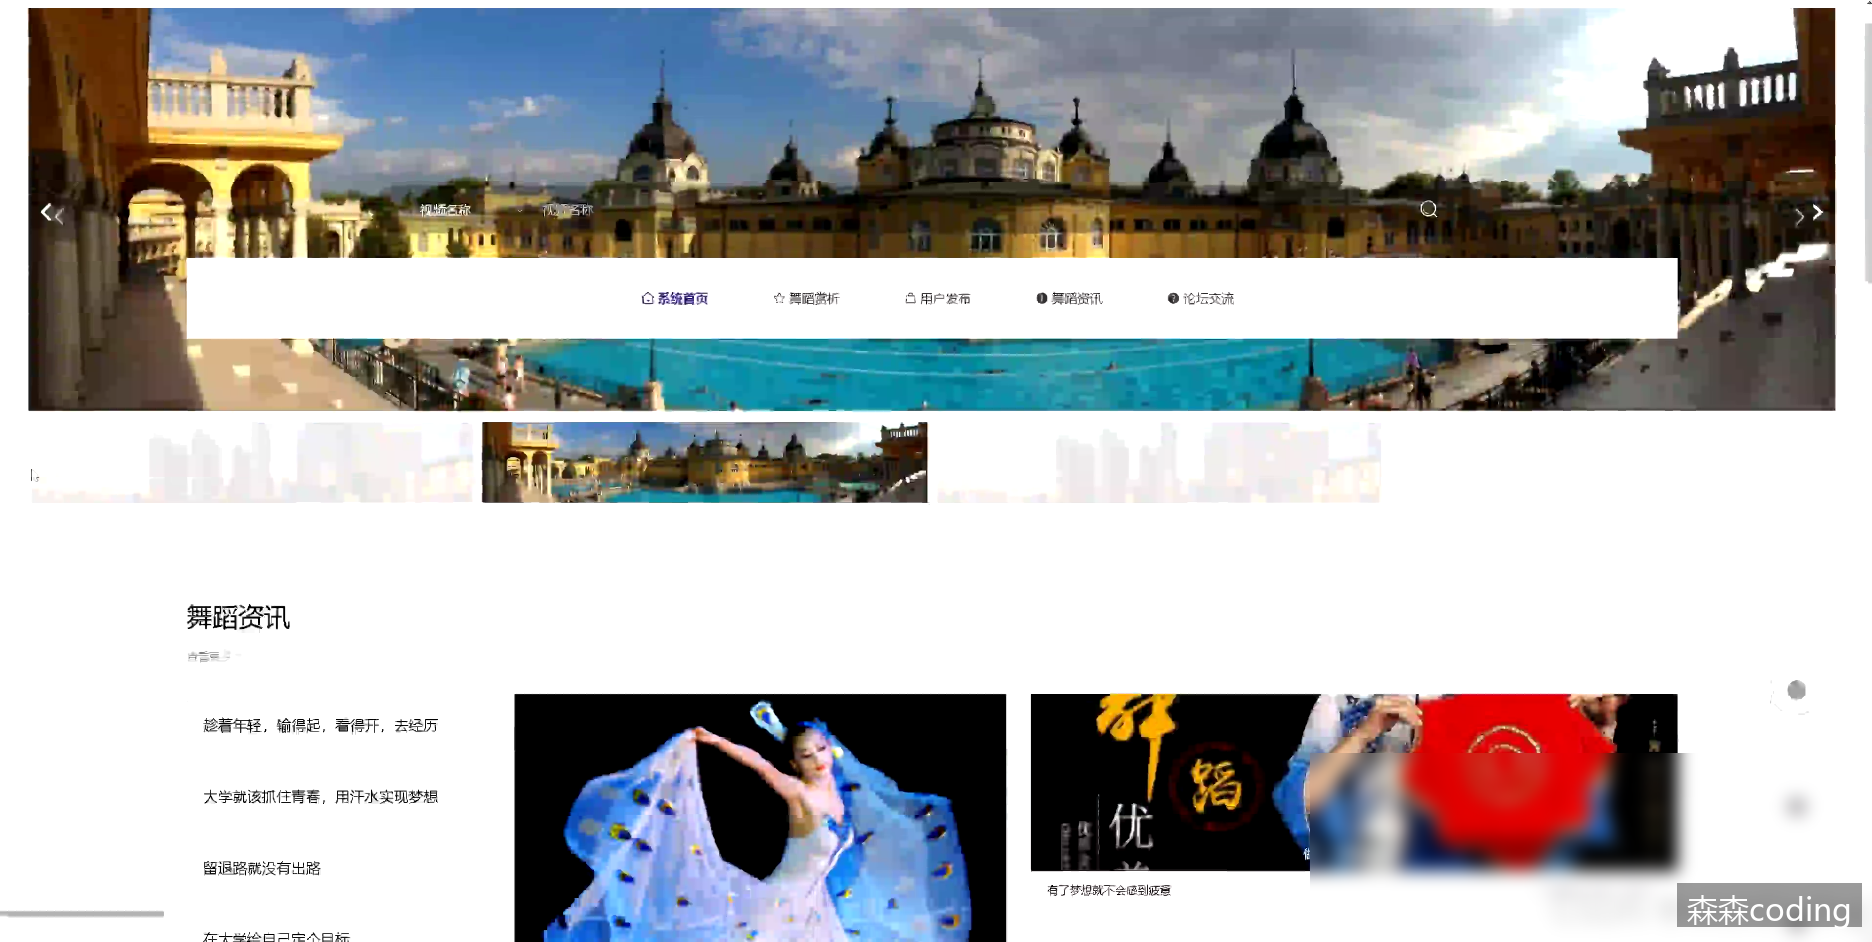 视频名称 视频名称
系统首页 舞蹈赏析 用户发布 舞蹈资讯 论坛交流
舞蹈资讯
趁着年轻，输得起，看得开，去经历
大学就该抓住青春，用汗水实现梦想
留退路就没有出路
在大学给自己定个目标
舞
蹈
优
有了梦想就不会感到疲惫
森森coding